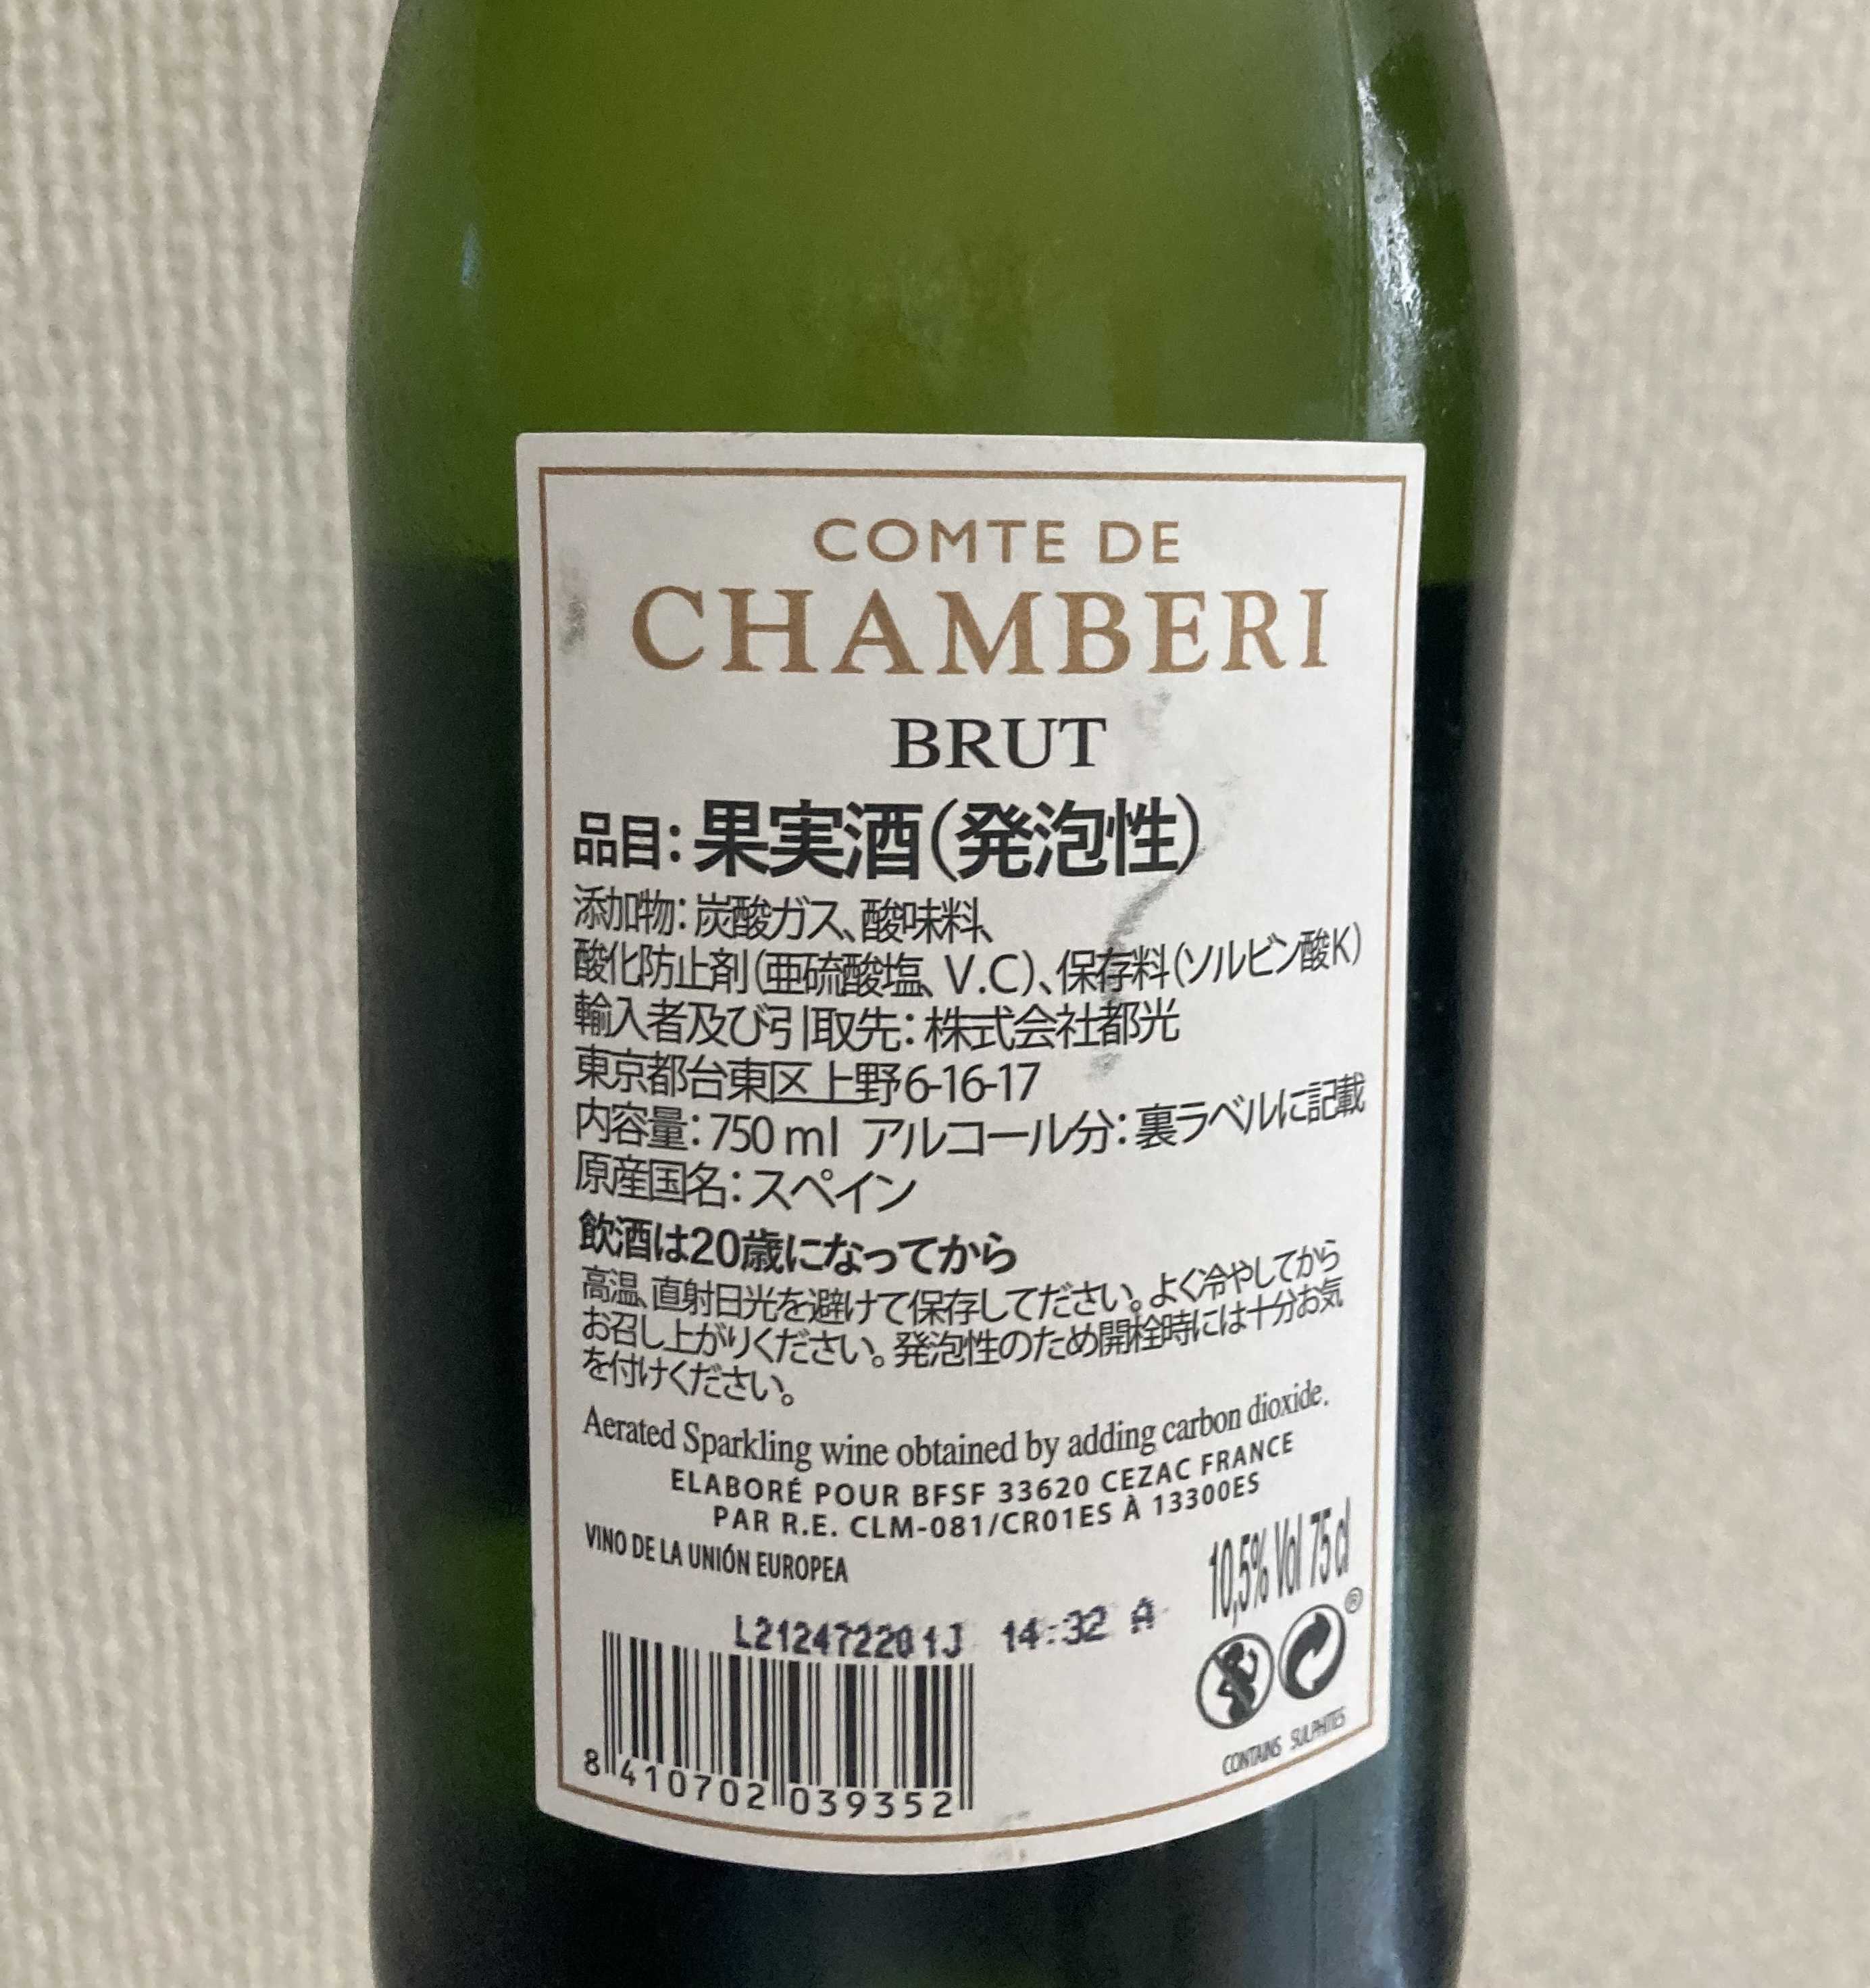 COMTE DE
CHAMBERI
BRUT
品目:果実酒(発泡性)
添加物:炭酸ガス、酸味料、
酸化防止剤(亜硫酸塩、V.C)、保存料(ソルビン酸K)
輸入者及び引取先:株式会社都光
東京都台東区上野6-16-17
内容量:750 ml アルコール分:裏ラベルに記載
原産国名:スペイン
飲酒は20歳になってから
高温、直射日光を避けて保存してださい。よく冷やしてから
お召し上がりください。発泡性のため開栓時には十分お気
を付けください。
Aerated Sparkling wine obtained by adding carbon dioxide.
ELABORÉ POUR BFSF 33620 CEZAC FRANCE
PAR R.E. CLM-081/CR01ES À 13300ES
VINO DE LA UNIÓN EUROPEA
10,5% Vol 75 cl
L212472201J 14:32 A
®
CONTAINS SULPHITES
8 410702 039352